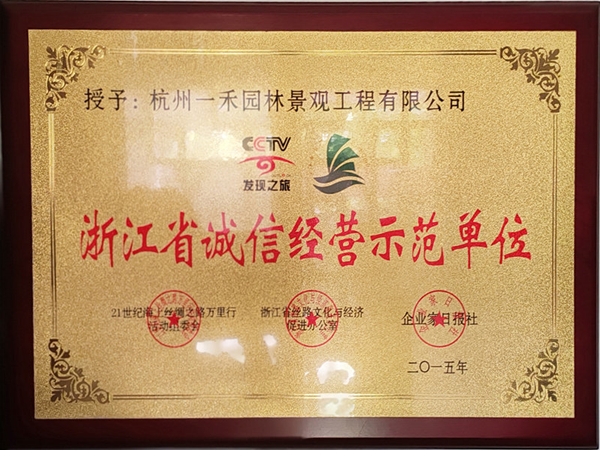 授予：杭州一禾园林景观工程有限公司
CCTV
发现之旅
浙江省诚信经营示范单位
21世纪海上丝绸之路万里行
活动组委会
浙江省丝路文化与经济
促进办公室
企业家日报社
二〇一五年